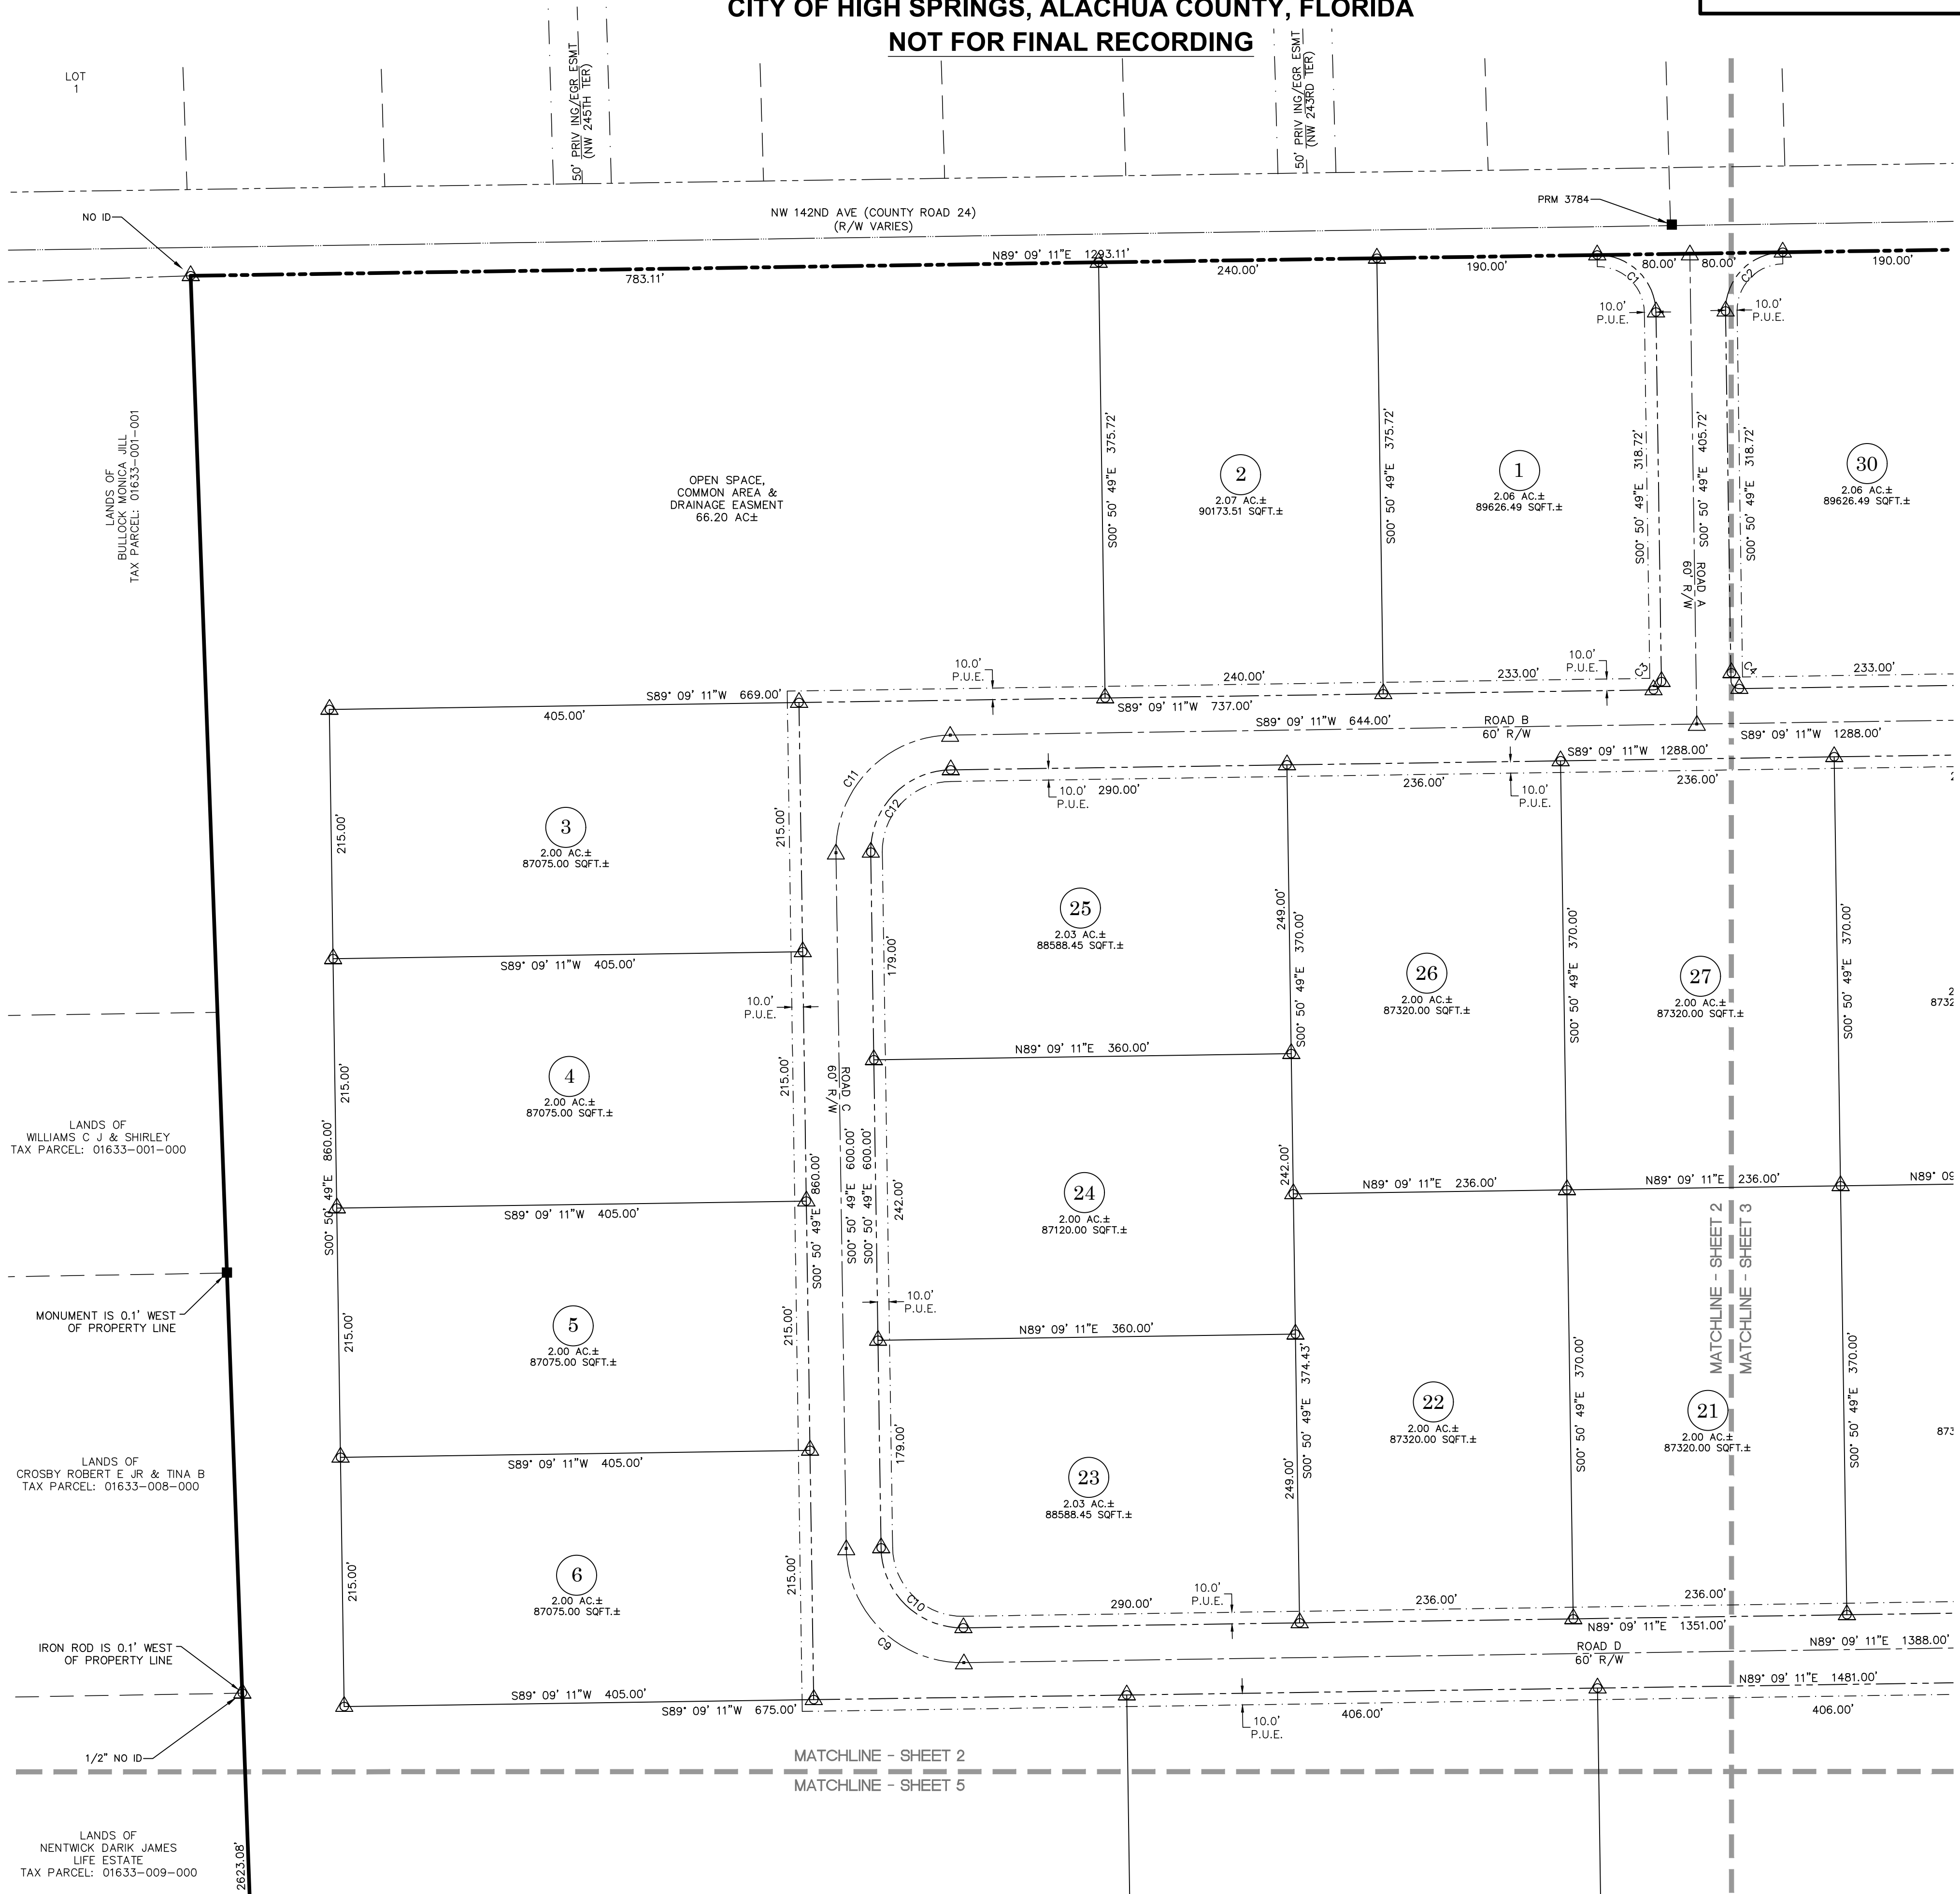 CITY OF HIGH SPRINGS, ALACHUA COUNTY, FLORIDA
NOT FOR FINAL RECORDING
LOT
1
50' PRIV ING/EGR ESMT
(NW 245TH TER)
50' PRIV ING/EGR ESMT
(NW 243RD TER)
NO ID
NW 142ND AVE (COUNTY ROAD 24)
(R/W VARIES)
PRM 3784
N89° 09' 11"E 1293.11'
783.11'
240.00'
190.00'
80.00'
80.00'
190.00'
C1
C2
10.0'
P.U.E.
10.0'
P.U.E.
LANDS OF
BULLOCK MONICA JILL
TAX PARCEL: 01633-001-001
OPEN SPACE,
COMMON AREA &
DRAINAGE EASMENT
66.20 AC±
S00° 50' 49"E 375.72'
2
2.07 AC.±
90173.51 SQFT.±
S00° 50' 49"E 375.72'
1
2.06 AC.±
89626.49 SQFT.±
S00° 50' 49"E 318.72'
S00° 50' 49"E 405.72'
ROAD A
60' R/W
S00° 50' 49"E 318.72'
30
2.06 AC.±
89626.49 SQFT.±
C3
C4
10.0'
P.U.E.
240.00'
233.00'
10.0'
P.U.E.
233.00'
S89° 09' 11"W 669.00'
405.00'
S89° 09' 11"W 737.00'
S89° 09' 11"W 644.00'
ROAD B
60' R/W
S89° 09' 11"W 1288.00'
S89° 09' 11"W 1288.00'
C11
C12
10.0'
P.U.E.
290.00'
236.00'
10.0'
P.U.E.
236.00'
215.00'
3
2.00 AC.±
87075.00 SQFT.±
215.00'
25
2.03 AC.±
88588.45 SQFT.±
179.00'
249.00'
S00° 50' 49"E 370.00'
26
2.00 AC.±
87320.00 SQFT.±
S00° 50' 49"E 370.00'
27
2.00 AC.±
87320.00 SQFT.±
S00° 50' 49"E 370.00'
2
8732
S89° 09' 11"W 405.00'
10.0'
P.U.E.
N89° 09' 11"E 360.00'
215.00'
4
2.00 AC.±
87075.00 SQFT.±
215.00'
ROAD C
60' R/W
LANDS OF
WILLIAMS C J & SHIRLEY
TAX PARCEL: 01633-001-000
S00° 50' 49"E 860.00'
S00° 50' 49"E 860.00'
S00° 50' 49"E 600.00'
S00° 50' 49"E 600.00'
242.00'
24
2.00 AC.±
87120.00 SQFT.±
242.00'
N89° 09' 11"E 236.00'
N89° 09' 11"E 236.00'
N89° 09
S89° 09' 11"W 405.00'
MATCHLINE - SHEET 2
MATCHLINE - SHEET 3
10.0'
P.U.E.
MONUMENT IS 0.1' WEST
OF PROPERTY LINE
215.00'
5
2.00 AC.±
87075.00 SQFT.±
215.00'
N89° 09' 11"E 360.00'
S00° 50' 49"E 374.43'
22
2.00 AC.±
87320.00 SQFT.±
S00° 50' 49"E 370.00'
21
2.00 AC.±
87320.00 SQFT.±
S00° 50' 49"E 370.00'
873
LANDS OF
CROSBY ROBERT E JR & TINA B
TAX PARCEL: 01633-008-000
S89° 09' 11"W 405.00'
179.00'
23
2.03 AC.±
88588.45 SQFT.±
249.00'
215.00'
6
2.00 AC.±
87075.00 SQFT.±
215.00'
C10
C9
290.00'
10.0'
P.U.E.
236.00'
236.00'
N89° 09' 11"E 1351.00'
ROAD D
60' R/W
N89° 09' 11"E 1388.00'
IRON ROD IS 0.1' WEST
OF PROPERTY LINE
S89° 09' 11"W 405.00'
S89° 09' 11"W 675.00'
N89° 09' 11"E 1481.00'
10.0'
P.U.E.
406.00'
406.00'
1/2" NO ID
MATCHLINE - SHEET 2
MATCHLINE - SHEET 5
LANDS OF
NENTWICK DARIK JAMES
LIFE ESTATE
TAX PARCEL: 01633-009-000
2623.08'